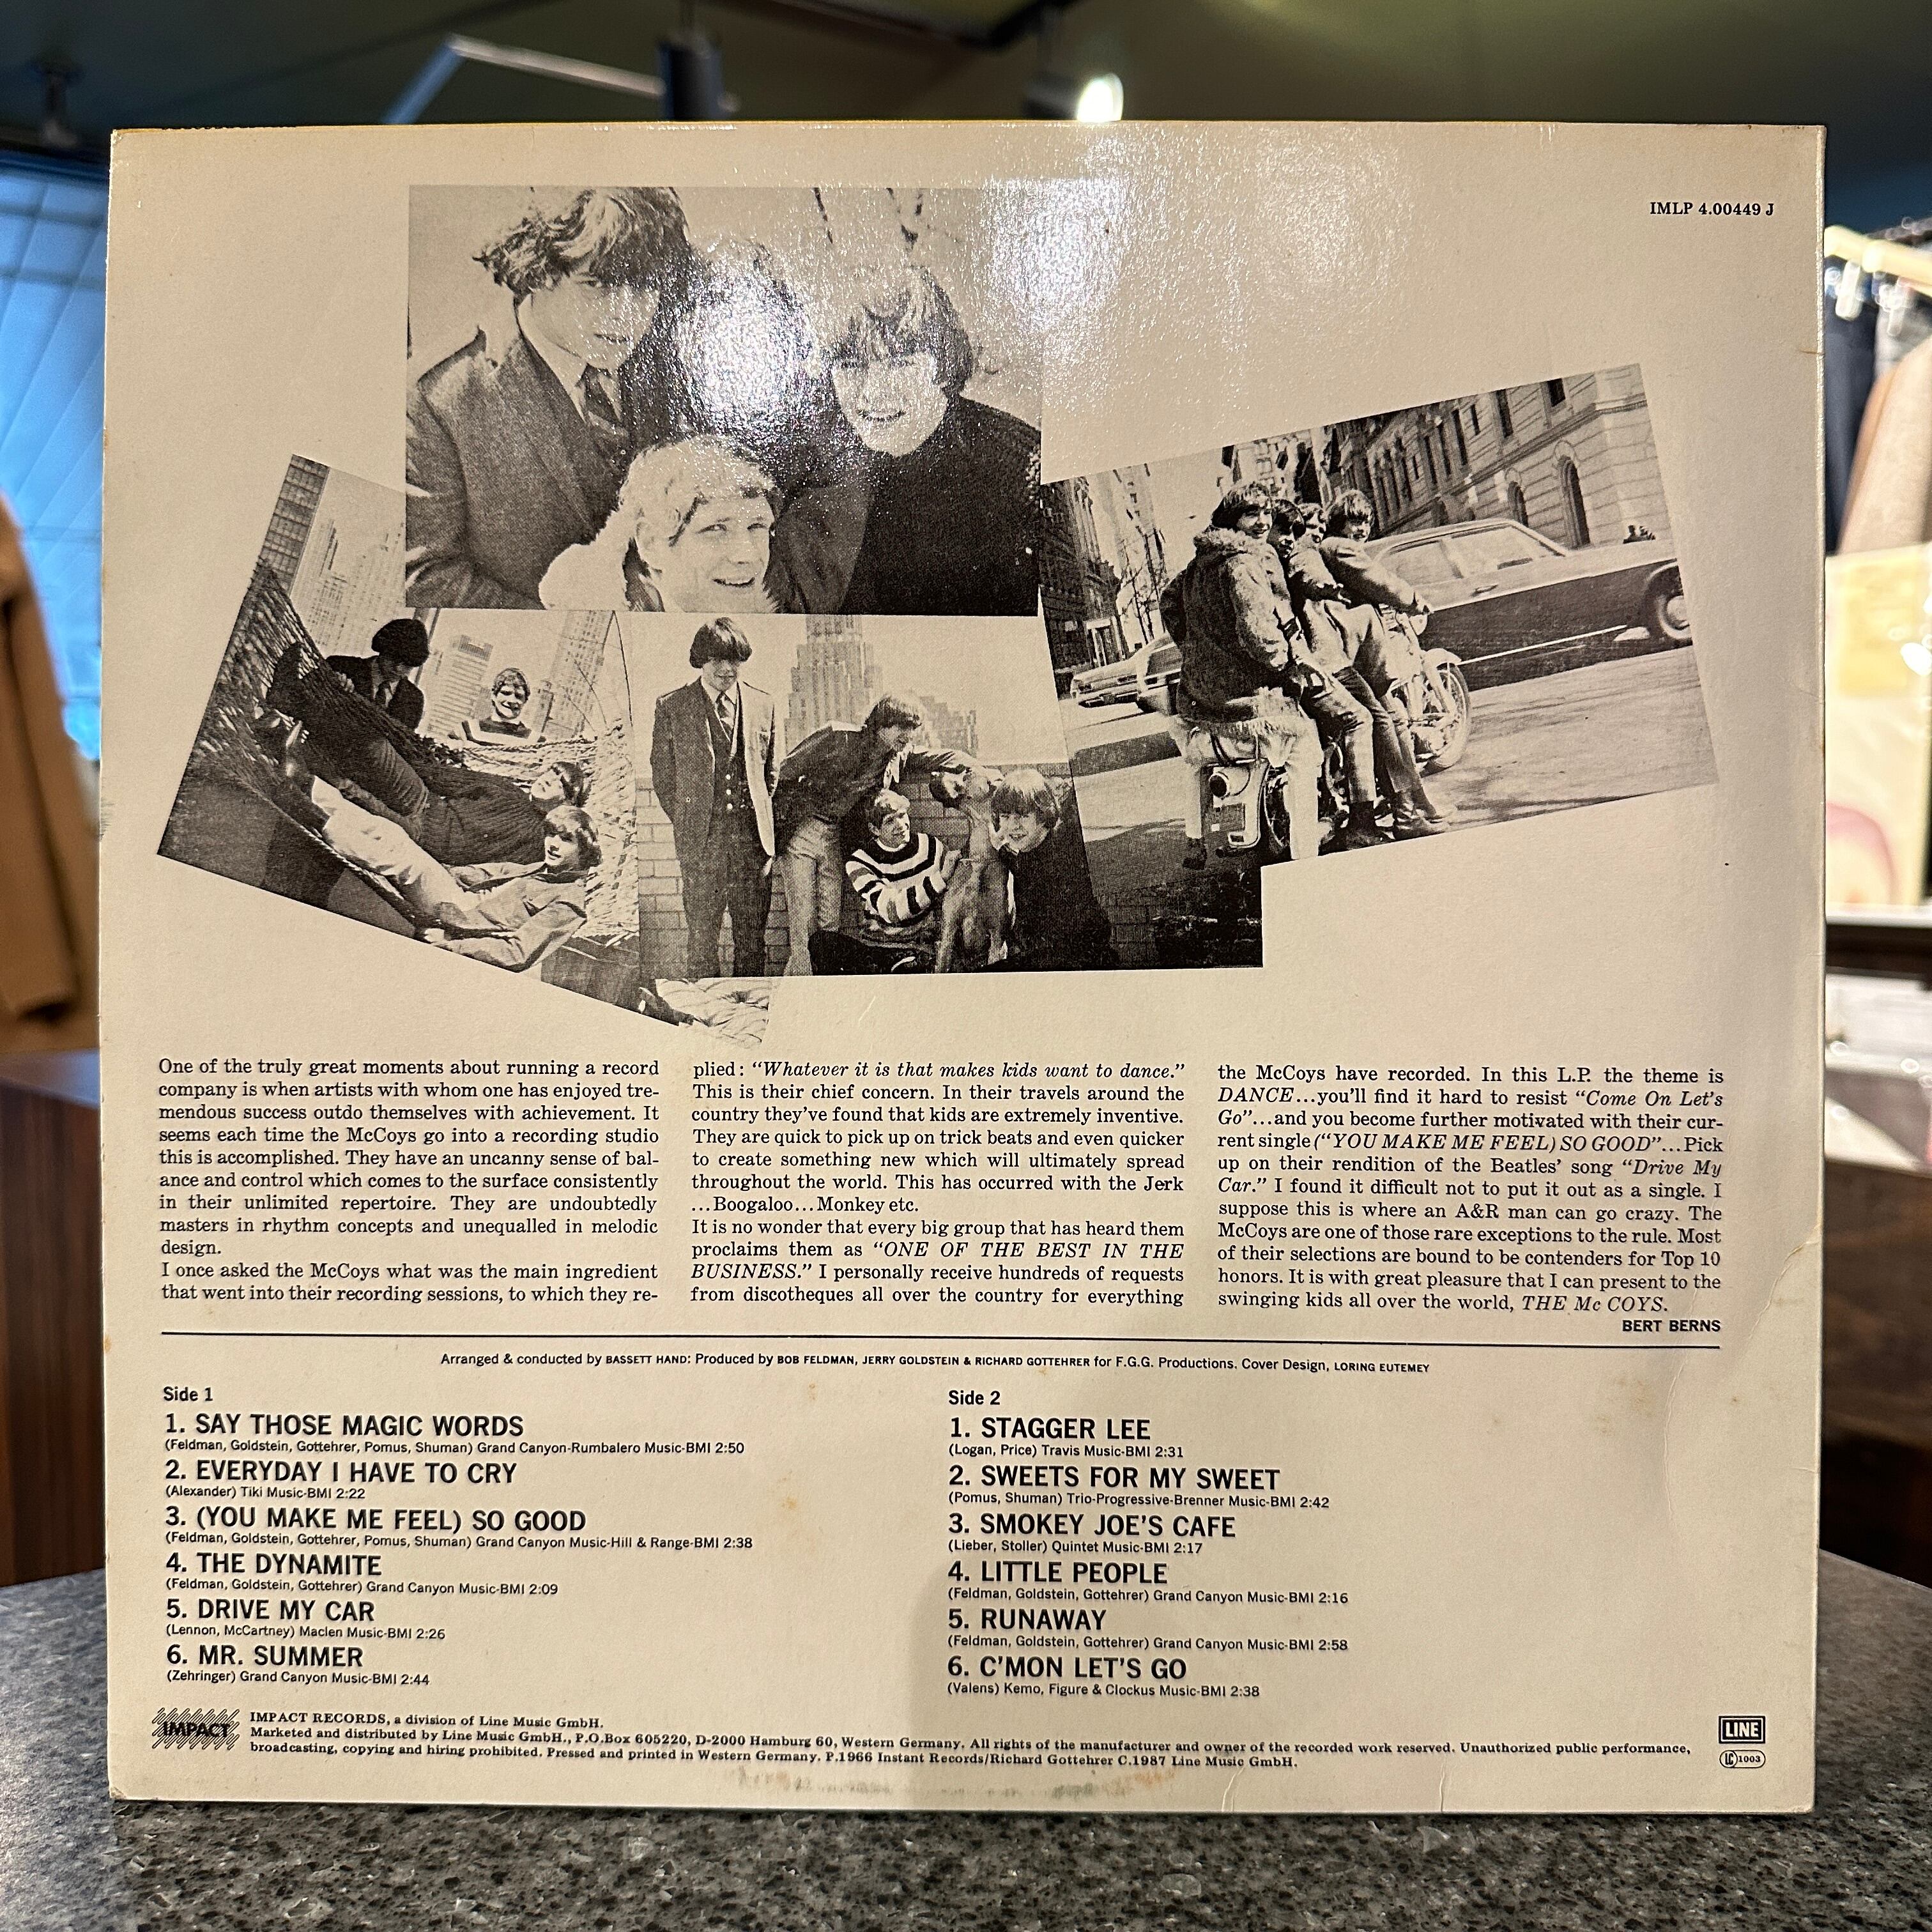 IMLP 4.00449 J
One of the truly great moments about running a record
company is when artists with whom one has enjoyed tre-
mendous success outdo themselves with achievement. It
seems each time the McCoys go into a recording studio
this is accomplished. They have an uncanny sense of bal-
ance and control which comes to the surface consistently
in their unlimited repertoire. They are undoubtedly
masters in rhythm concepts and unequalled in melodic
design.
I once asked the McCoys what was the main ingredient
that went into their recording sessions, to which they re-
plied: “Whatever it is that makes kids want to dance.”
This is their chief concern. In their travels around the
country they’ve found that kids are extremely inventive.
They are quick to pick up on trick beats and even quicker
to create something new which will ultimately spread
throughout the world. This has occurred with the Jerk
...Boogaloo...Monkey etc.
It is no wonder that every big group that has heard them
proclaims them as “ONE OF THE BEST IN THE
BUSINESS.” I personally receive hundreds of requests
from discotheques all over the country for everything
the McCoys have recorded. In this L.P. the theme is
DANCE...you’ll find it hard to resist “Come On Let’s
Go”...and you become further motivated with their cur-
rent single (“YOU MAKE ME FEEL) SO GOOD”...Pick
up on their rendition of the Beatles’ song “Drive My
Car.” I found it difficult not to put it out as a single. I
suppose this is where an A&R man can go crazy. The
McCoys are one of those rare exceptions to the rule. Most
of their selections are bound to be contenders for Top 10
honors. It is with great pleasure that I can present to the
swinging kids all over the world, THE Mc COYS.
BERT BERNS
Arranged & conducted by BASSETT HAND: Produced by BOB FELDMAN, JERRY GOLDSTEIN & RICHARD GOTTEHRER for F.G.G. Productions. Cover Design, LORING EUTEMEY
Side 1
1. SAY THOSE MAGIC WORDS
(Feldman, Goldstein, Gottehrer, Pomus, Shuman) Grand Canyon-Rumbalero Music-BMI 2:50
2. EVERYDAY I HAVE TO CRY
(Alexander) Tiki Music-BMI 2:22
3. (YOU MAKE ME FEEL) SO GOOD
(Feldman, Goldstein, Gottehrer, Pomus, Shuman) Grand Canyon Music-Hill & Range-BMI 2:38
4. THE DYNAMITE
(Feldman, Goldstein, Gottehrer) Grand Canyon Music-BMI 2:09
5. DRIVE MY CAR
(Lennon, McCartney) Maclen Music-BMI 2:26
6. MR. SUMMER
(Zehringer) Grand Canyon Music-BMI 2:44
Side 2
1. STAGGER LEE
(Logan, Price) Travis Music-BMI 2:31
2. SWEETS FOR MY SWEET
(Pomus, Shuman) Trio-Progressive-Brenner Music-BMI 2:42
3. SMOKEY JOE’S CAFE
(Lieber, Stoller) Quintet Music-BMI 2:17
4. LITTLE PEOPLE
(Feldman, Goldstein, Gottehrer) Grand Canyon Music-BMI 2:16
5. RUNAWAY
(Feldman, Goldstein, Gottehrer) Grand Canyon Music-BMI 2:58
6. C’MON LET’S GO
(Valens) Kemo, Figure & Clockus Music-BMI 2:38
IMPACT
IMPACT RECORDS, a division of Line Music GmbH.
Marketed and distributed by Line Music GmbH., P.O.Box 605220, D-2000 Hamburg 60, Western Germany. All rights of the manufacturer and owner of the recorded work reserved. Unauthorized public performance,
broadcasting, copying and hiring prohibited. Pressed and printed in Western Germany. P.1966 Instant Records/Richard Gottehrer C.1987 Line Music GmbH.
LINE
LC 1003